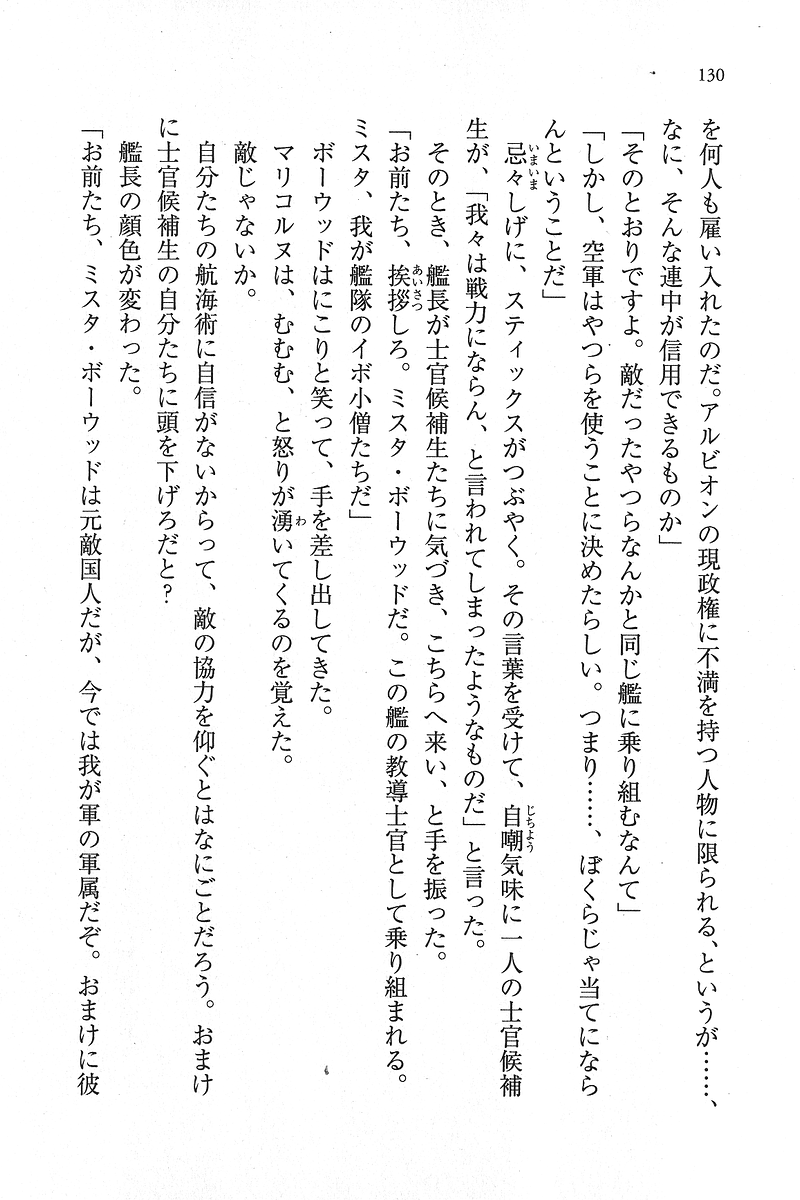 130
を何人も雇い入れたのだ。アルビオンの現政権に不満を持つ人物に限られる、というが……、
なに、そんな連中が信用できるものか」
「そのとおりですよ。敵だったやつらなんかと同じ艦に乗り組むなんて」
「しかし、空軍はやつらを使うことに決めたらしい。つまり……、ぼくらじゃ当てになら
んということだ」
忌々しげに、スティックスがつぶやく。その言葉を受けて、自嘲気味に一人の士官候補
生が、「我々は戦力にならん、と言われてしまったようなものだ」と言った。
そのとき、艦長が士官候補生たちに気づき、こちらへ来い、と手を振った。
「お前たち、挨拶しろ。ミスタ・ボーウッドだ。この艦の教導士官として乗り組まれる。
ミスタ、我が艦隊のイボ小僧たちだ」
ボーウッドはにこりと笑って、手を差し出してきた。
マリコルヌは、むむむ、と怒りが湧いてくるのを覚えた。
敵じゃないか。
自分たちの航海術に自信がないからって、敵の協力を仰ぐとはなにごとだろう。おまけ
に士官候補生の自分たちに頭を下げろだと？
艦長の顔色が変わった。
「お前たち、ミスタ・ボーウッドは元敵国人だが、今では我が軍の軍属だぞ。おまけに彼